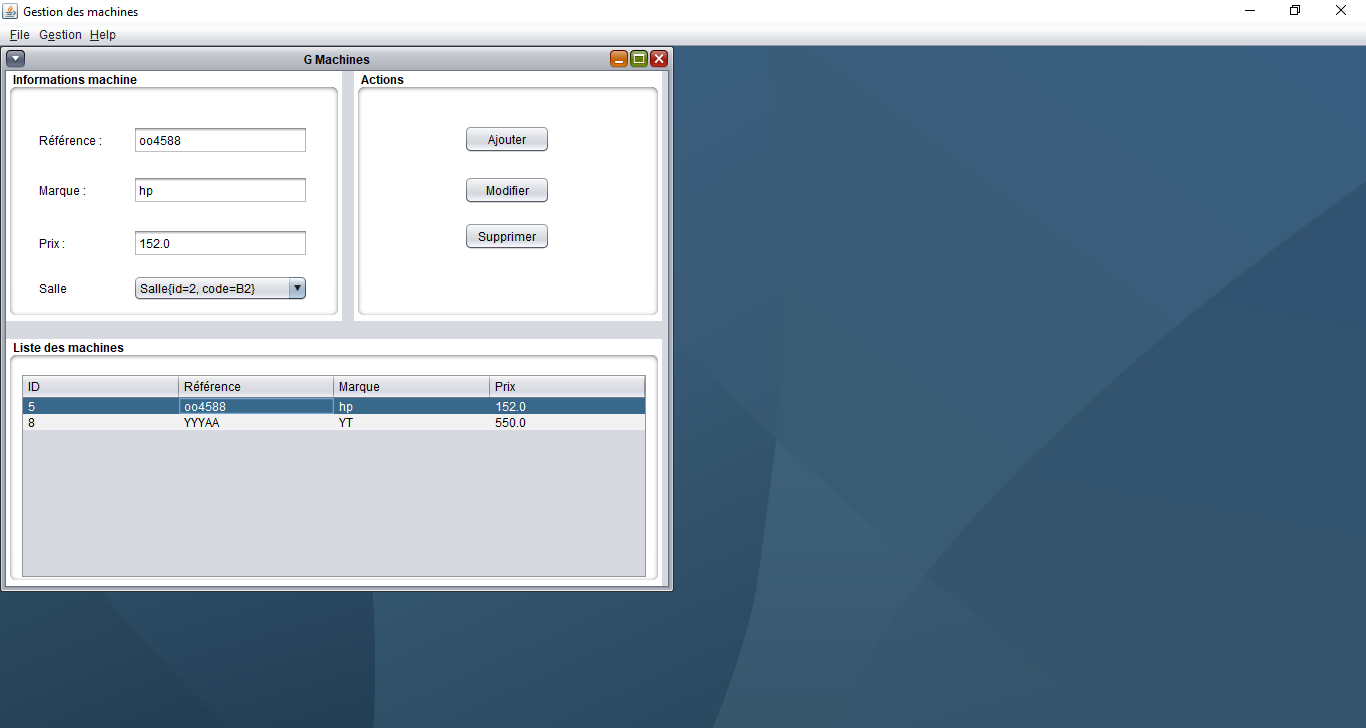 Gestion des machines
File Gestion Help
G Machines
Informations machine
Actions
Référence : oo4588
Ajouter
Marque : hp
Modifier
Prix : 152.0
Supprimer
Salle Salle{id=2, code=B2}
Liste des machines
ID Référence Marque Prix
5 oo4588 hp 152.0
8 YYYAA YT 550.0